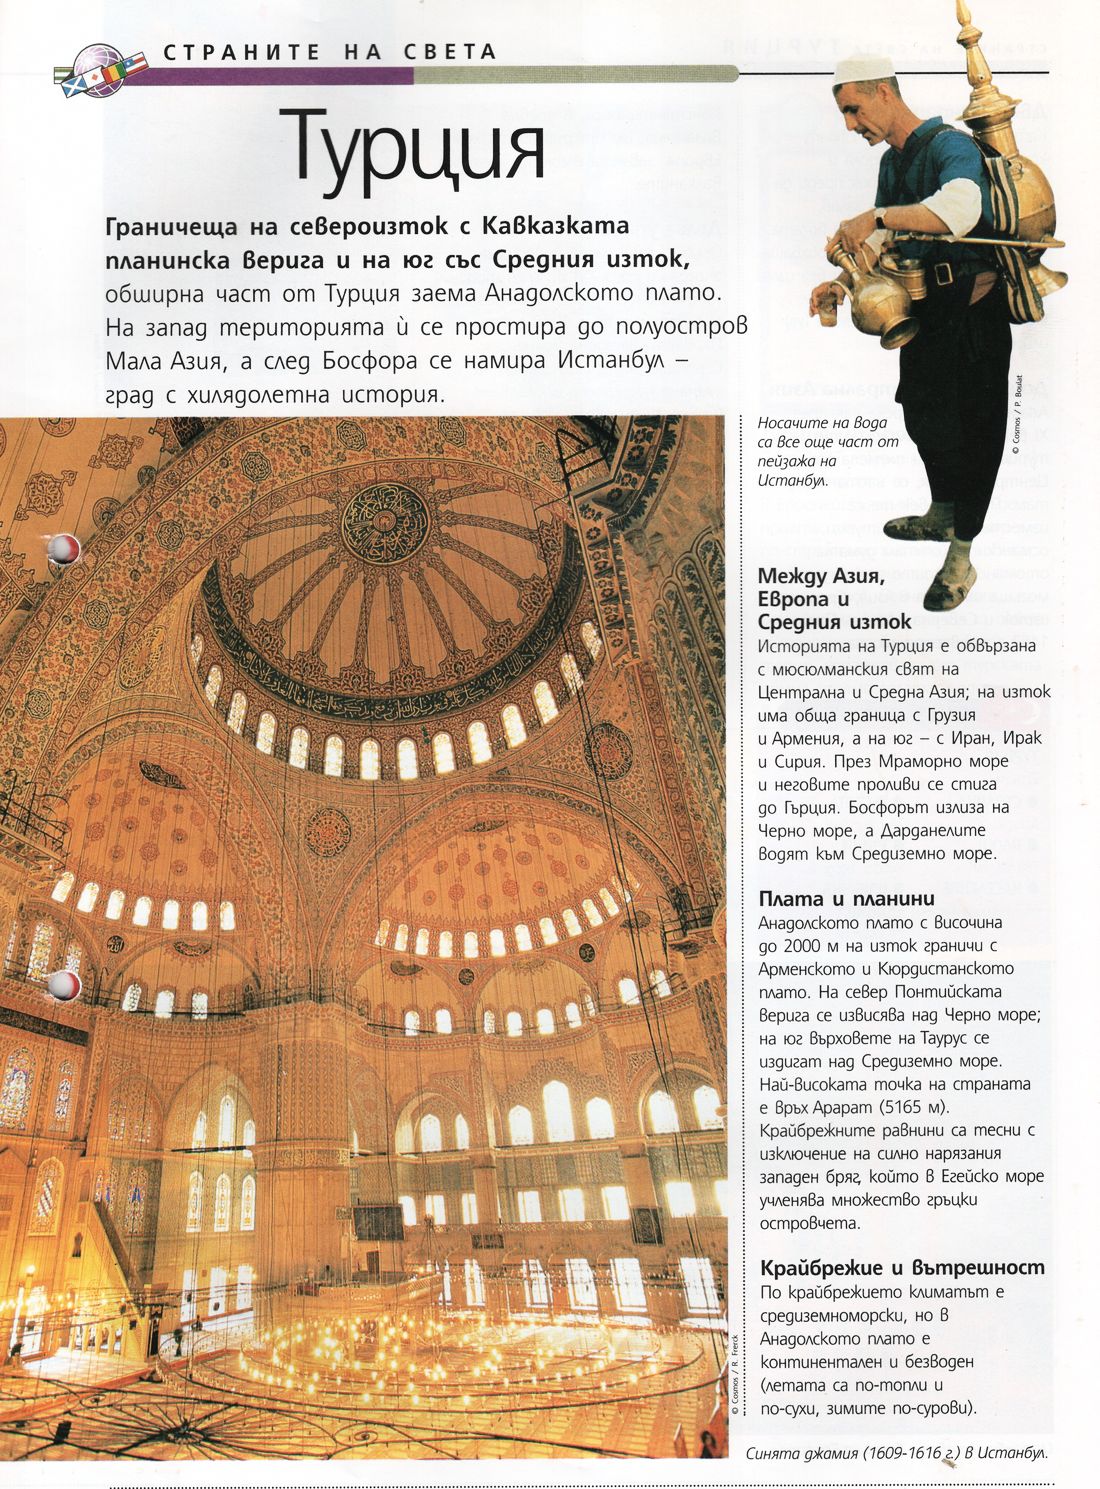 СТРАНИТЕ НА СВЕТА
Турция
Граничеща на североизток с Кавказката
планинска верига и на юг със Средния изток,
обширна част от Турция заема Анадолското плато.
На запад територията ѝ се простира до полуостров
Мала Азия, а след Босфора се намира Истанбул –
град с хилядолетна история.
© Cosmos / P. Boulat
Носачите на вода
са все още част от
пейзажа на
Истанбул.
Между Азия,
Европа и
Средния изток
Историята на Турция е обвързана
с мюсюлманския свят на
Централна и Средна Азия; на изток
има обща граница с Грузия
и Армения, а на юг – с Иран, Ирак
и Сирия. През Мраморно море
и неговите проливи се стига
до Гърция. Босфорът излиза на
Черно море, а Дарданелите
водят към Средиземно море.
Плата и планини
Анадолското плато с височина
до 2000 м на изток граничи с
Арменското и Кюрдистанското
плато. На север Понтийската
верига се извисява над Черно море;
на юг върховете на Таурус се
издигат над Средиземно море.
Най-високата точка на страната
е връх Арарат (5165 м).
Крайбрежните равнини са тесни с
изключение на силно нарязания
западен бряг, който в Егейско море
ученява множество гръцки
островчета.
Крайбрежие и вътрешност
По крайбрежието климатът е
средиземноморски, но в
Анадолското плато е
континентален и безводен
(летата са по-топли и
по-сухи, зимите по-сурови).
© Cosmos / R. Frerck
Синята джамия (1609-1616 г.) в Истанбул.